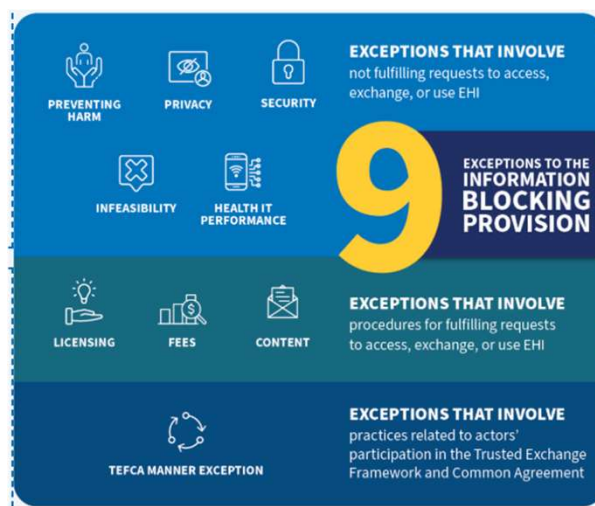 EXCEPTIONS THAT INVOLVE
not fulfilling requests to access,
exchange, or use EHI
PREVENTING
HARM
PRIVACY
SECURITY
INFEASIBILITY
HEALTH IT
PERFORMANCE
9
EXCEPTIONS TO THE
INFORMATION
BLOCKING
PROVISION
LICENSING
FEES
CONTENT
EXCEPTIONS THAT INVOLVE
procedures for fulfilling requests
to access, exchange, or use EHI
TEFCA MANNER EXCEPTION
EXCEPTIONS THAT INVOLVE
practices related to actors'
participation in the Trusted Exchange
Framework and Common Agreement